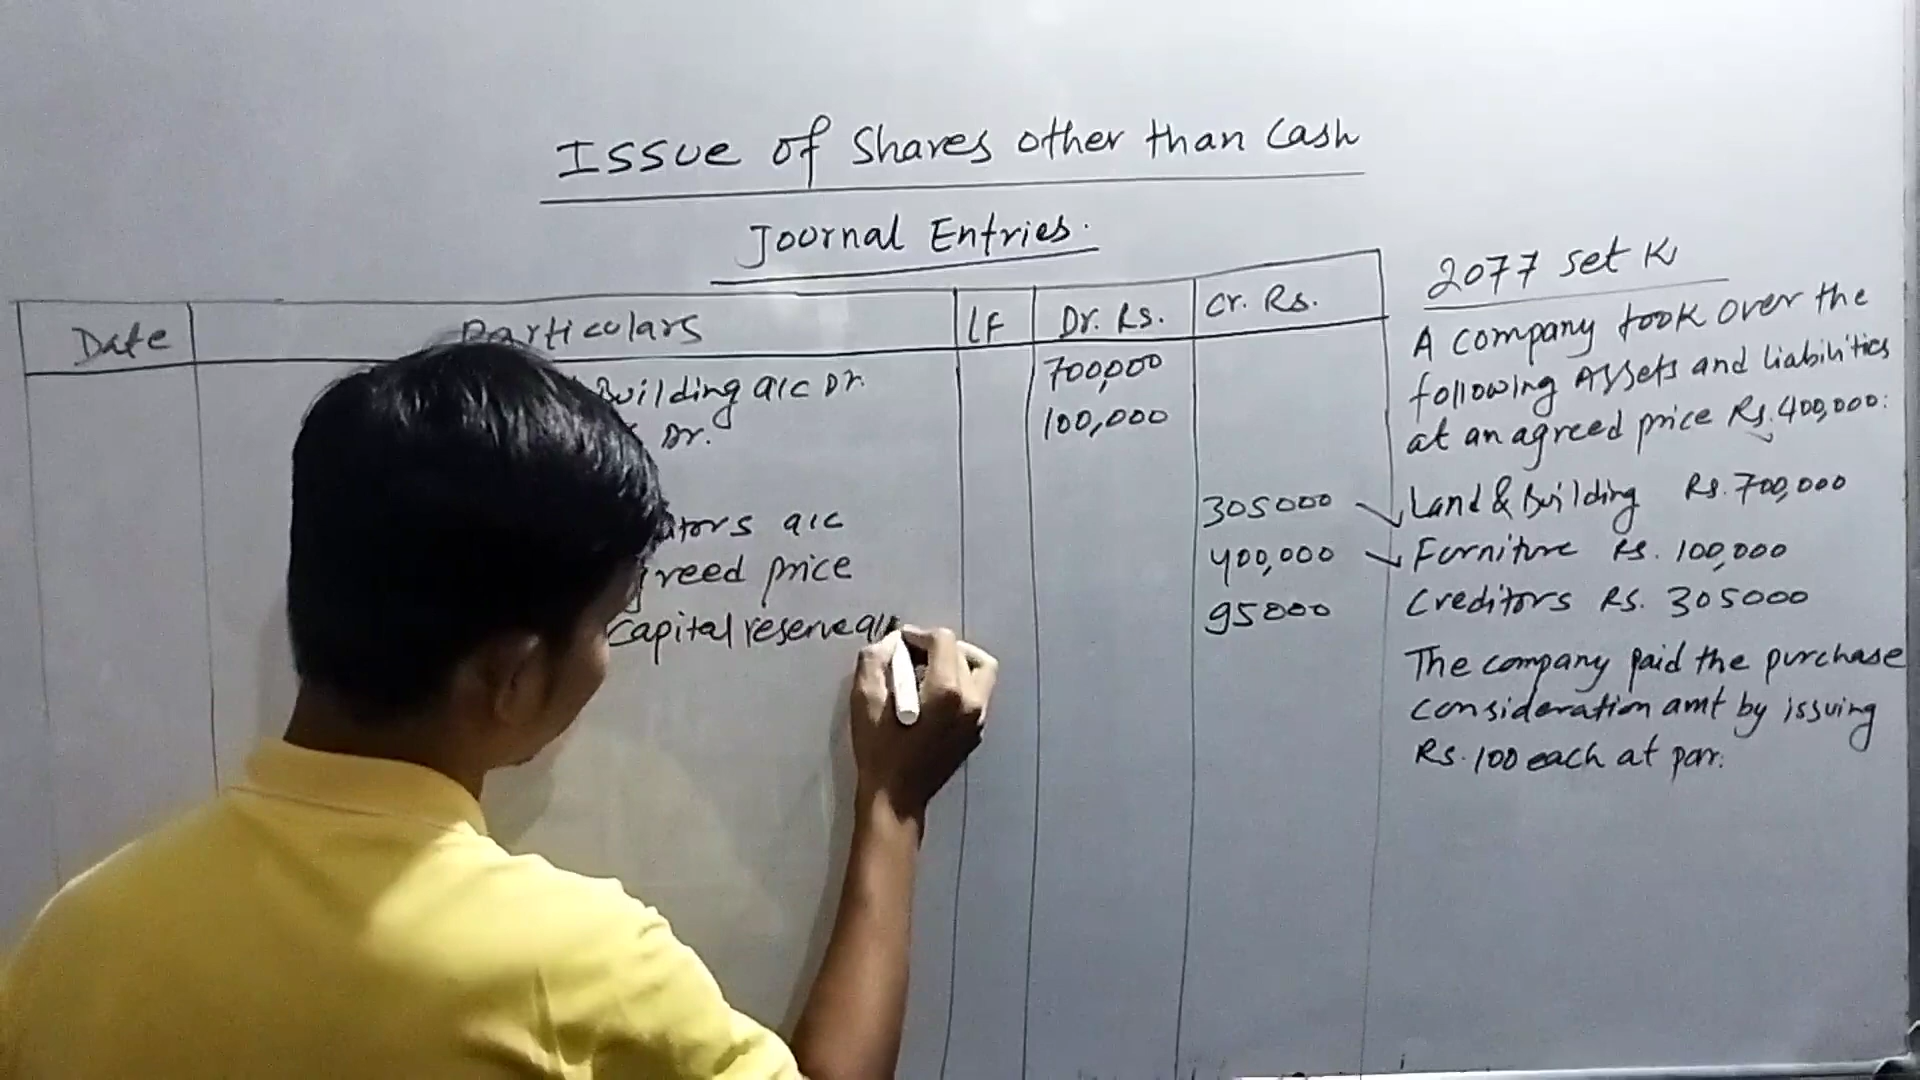 Issue of Shares other than Cash
Journal Entries.
Date Particulars LF Dr. Rs. Cr. Rs.
Building a/c Dr. 700,000
Dr. 100,000
a/c 305000
price 400,000
Capital reserve a/c 95000
2077 set K
A company took over the
following Assets and liabilities
at an agreed price Rs. 400,000:
Land & Building Rs. 700,000
Furniture Rs. 100,000
Creditors Rs. 305000
The company paid the purchase
consideration amt by issuing
Rs. 100 each at par.